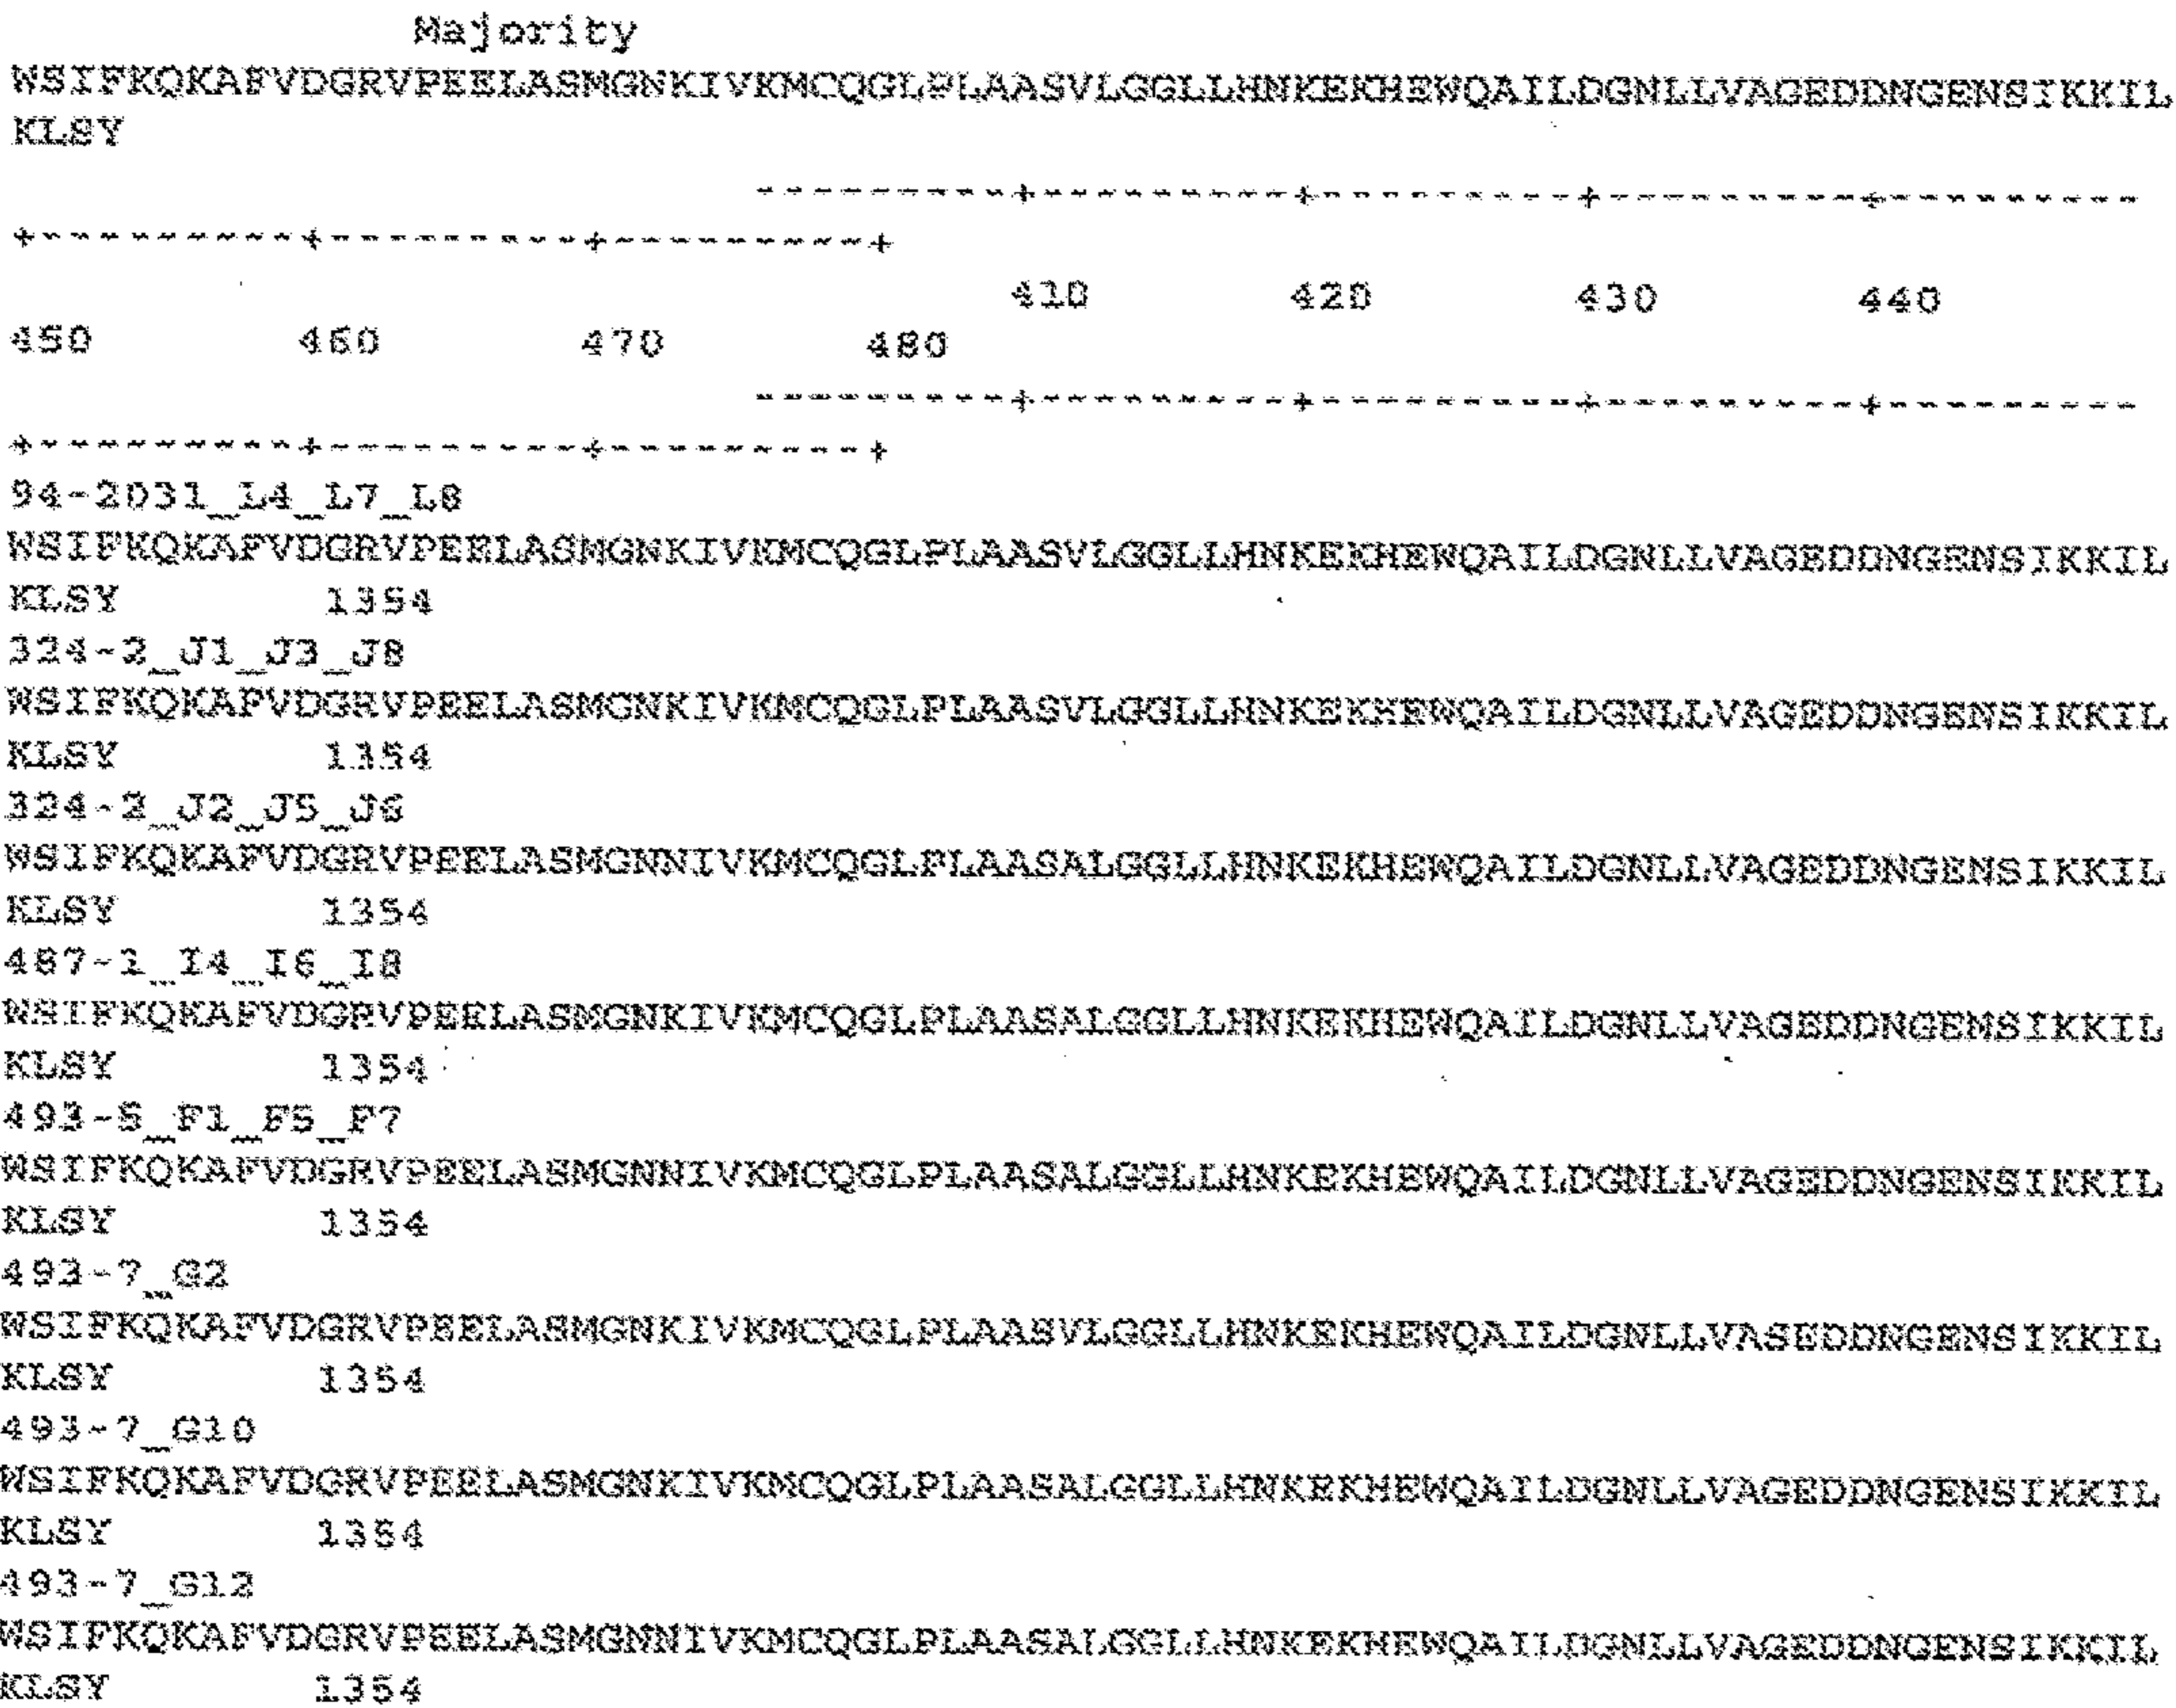 Majority
WSIFKQKAFVDGRVPEELASMGNKIVKMCQGLPLAASVLGGLLHNKEKHEWQAILDGNLLVAGEDDNGENSIKKIL
KLSY
---------+---------+---------+---------+---------
+---------+---------+---------+
410 420 430 440
450 460 470 480
---------+---------+---------+---------+---------
+---------+---------+---------+
94-2031_L4_L7_L8
WSIFKQKAFVDGRVPEELASMGNKIVKMCQGLPLAASVLGGLLHNKEKHEWQAILDGNLLVAGEDDNGENSIKKIL
KLSY 1354
324-2_J1_J3_J8
WSIFKQKAFVDGRVPEELASMGNKIVKMCQGLPLAASVLGGLLHNKEKHEWQAILDGNLLVAGEDDNGENSIKKIL
KLSY 1354
324-2_J2_J5_J6
WSIFKQKAFVDGRVPEELASMGNNIVKMCQGLPLAASALGGLLHNKEKHEWQAILDGNLLVAGEDDNGENSIKKIL
KLSY 1354
487-1_I4_I6_I8
WSIFKQKAFVDGRVPEELASMGNKIVKMCQGLPLAASALGGLLHNKEKHEWQAILDGNLLVAGEDDNGENSIKKIL
KLSY 1354
493-5_F1_F5_F7
WSIFKQKAFVDGRVPEELASMGNNIVKMCQGLPLAASALGGLLHNKEKHEWQAILDGNLLVAGEDDNGENSIKKIL
KLSY 1354
493-7_G2
WSIFKQKAFVDGRVPEELASMGNKIVKMCQGLPLAASVLGGLLHNKEKHEWQAILDGNLLVASEDDNGENSIKKIL
KLSY 1354
493-7_G10
WSIFKQKAFVDGRVPEELASMGNKIVKMCQGLPLAASALGGLLHNKEKHEWQAILDGNLLVAGEDDNGENSIKKIL
KLSY 1354
493-7_G12
WSIFKQKAFVDGRVPEELASMGNNIVKMCQGLPLAASALGGLLHNKEKHEWQAILDGNLLVAGEDDNGENSIKKIL
KLSY 1354